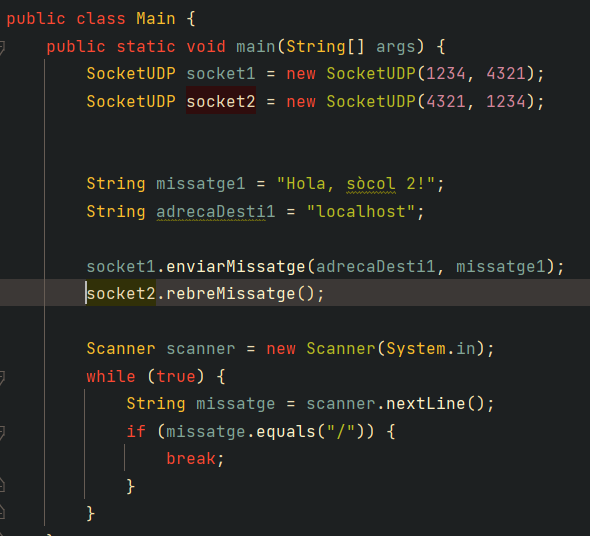 public class Main {
public static void main(String[] args) {
SocketUDP socket1 = new SocketUDP(1234, 4321);
SocketUDP socket2 = new SocketUDP(4321, 1234);
String missatge1 = "Hola, sòcol 2!";
String adrecaDesti1 = "localhost";
socket1.enviarMissatge(adrecaDesti1, missatge1);
socket2.rebreMissatge();
Scanner scanner = new Scanner(System.in);
while (true) {
String missatge = scanner.nextLine();
if (missatge.equals("/")) {
break;
}
}